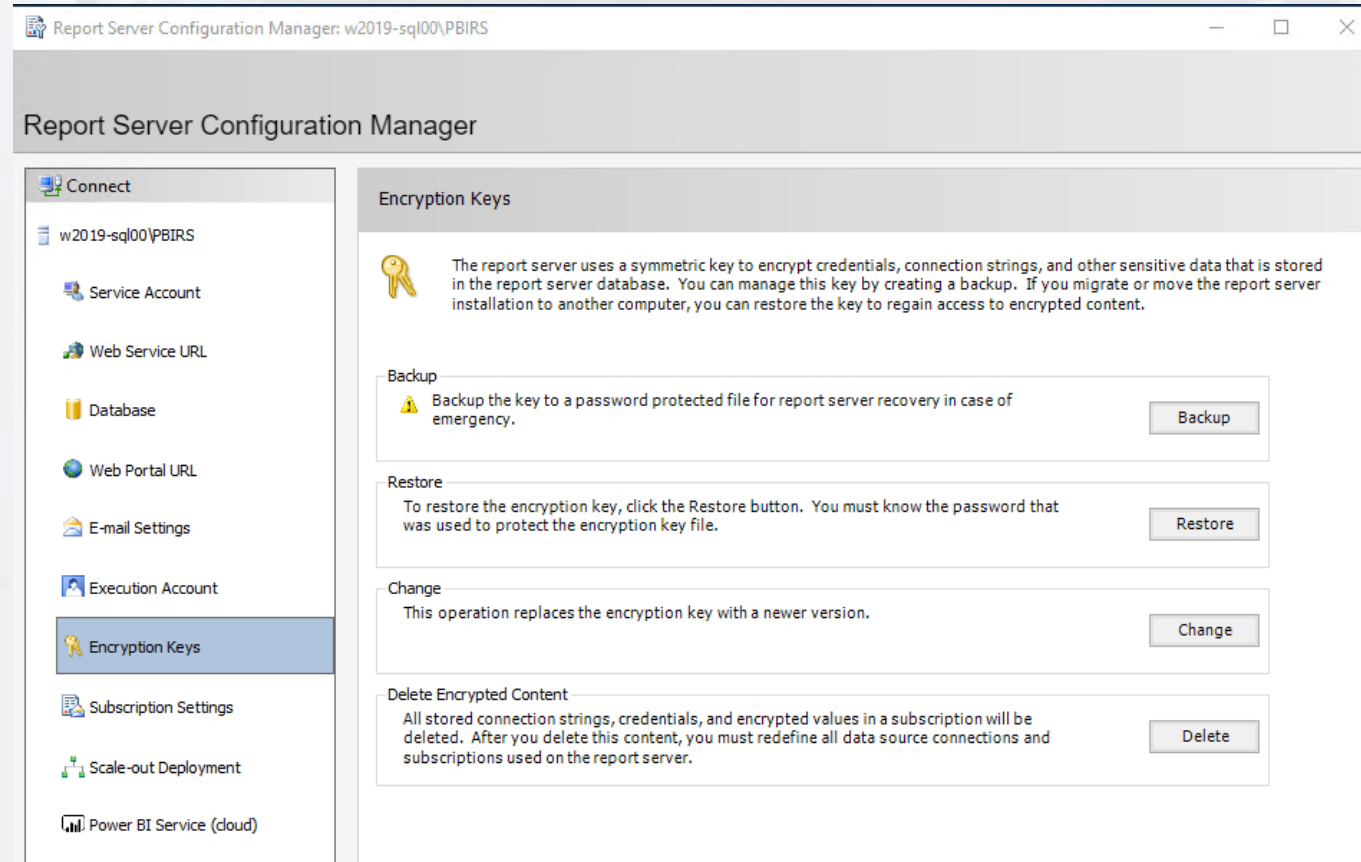 Report Server Configuration Manager: w2019-sql00\PBIRS
Report Server Configuration Manager
Connect
w2019-sql00\PBIRS
Service Account
Web Service URL
Database
Web Portal URL
E-mail Settings
Execution Account
Encryption Keys
Subscription Settings
Scale-out Deployment
Power BI Service (cloud)
Encryption Keys
The report server uses a symmetric key to encrypt credentials, connection strings, and other sensitive data that is stored
in the report server database.  You can manage this key by creating a backup.  If you migrate or move the report server
installation to another computer, you can restore the key to regain access to encrypted content.
Backup
Backup the key to a password protected file for report server recovery in case of
emergency.
Backup
Restore
To restore the encryption key, click the Restore button.  You must know the password that
was used to protect the encryption key file.
Restore
Change
This operation replaces the encryption key with a newer version.
Change
Delete Encrypted Content
All stored connection strings, credentials, and encrypted values in a subscription will be
deleted.  After you delete this content, you must redefine all data source connections and
subscriptions used on the report server.
Delete